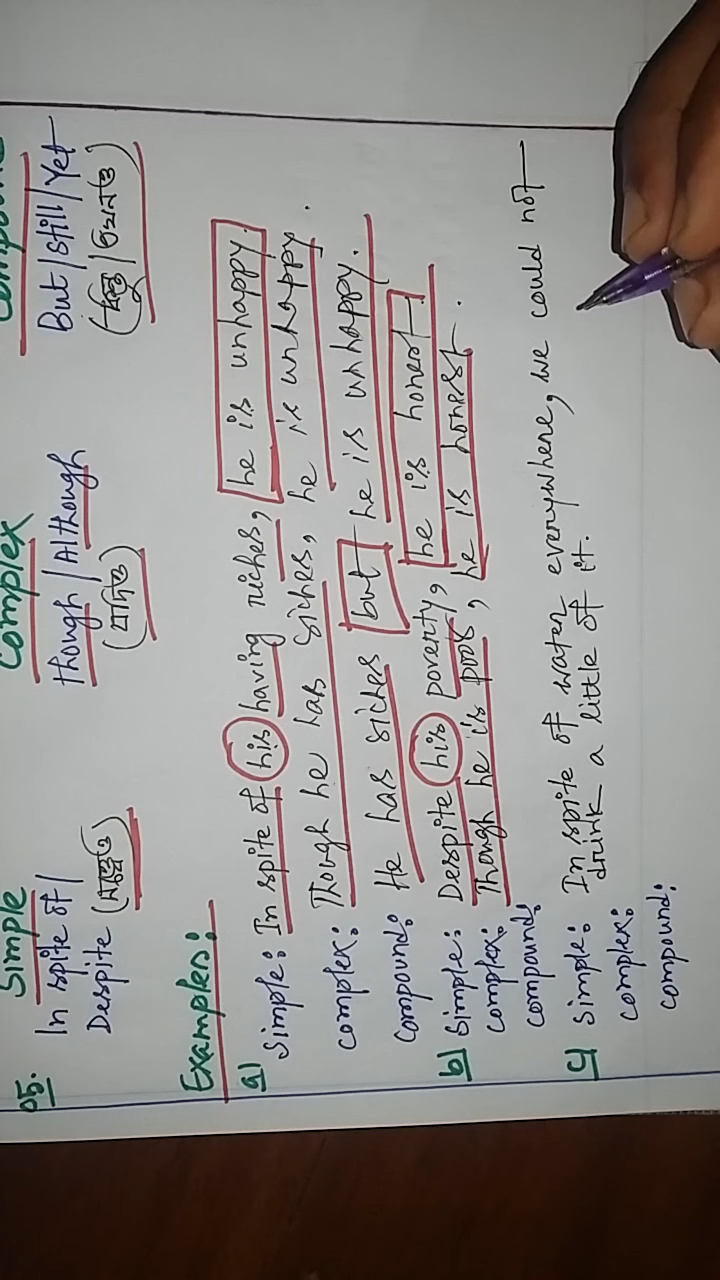 05. Simple Complex Compound
In spite of / though / Although But / still / Yet
Despite (সত্ত্বেও) (যদিও) (কিন্তু / তথাপিও)
Examples:
a) Simple: In spite of his having riches, he is unhappy.
complex: Though he has riches, he is unhappy.
compound: He has riches but he is unhappy.
b) Simple: Despite his poverty, he is honest.
complex: Though he is poor, he is honest.
compound:
c) Simple: In spite of water everywhere, we could not
drink a little of it.
complex:
compound: